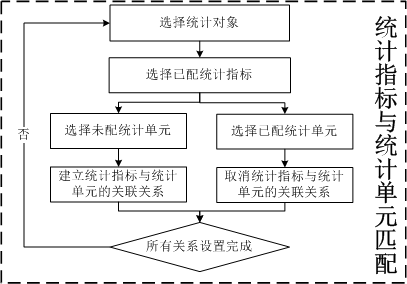 选择统计对象
选择已配统计指标
选择未配统计单元
选择已配统计单元
建立统计指标与统计
单元的关联关系
取消统计指标与统计
单元的关联关系
所有关系设置完成
否
统计指标与统计单元匹配